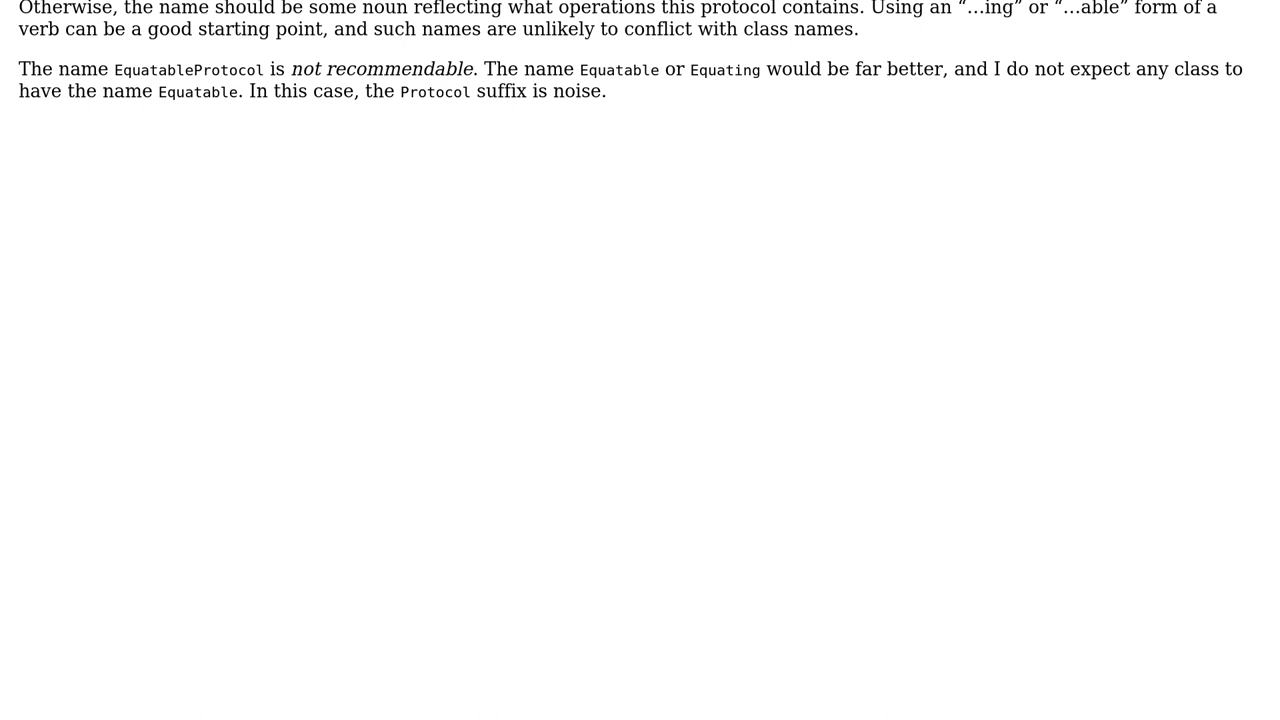 Otherwise, the name should be some noun reflecting what operations this protocol contains. Using an “…ing” or “…able” form of a
verb can be a good starting point, and such names are unlikely to conflict with class names.
The name EquatableProtocol is not recommendable. The name Equatable or Equating would be far better, and I do not expect any class to
have the name Equatable. In this case, the Protocol suffix is noise.